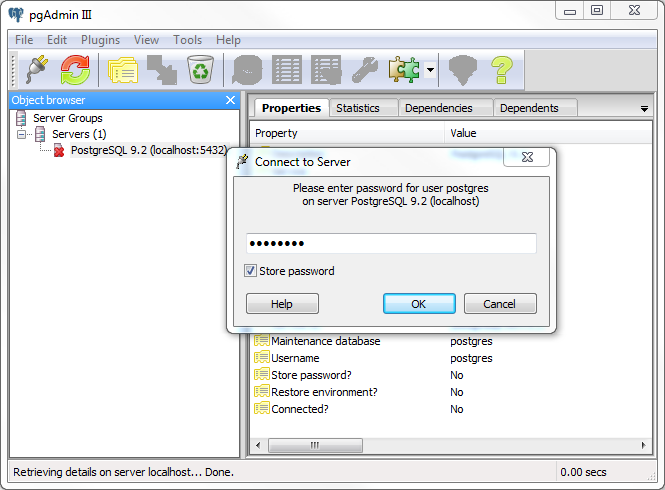 pgAdmin III
File Edit Plugins View Tools Help
Object browser
Server Groups
Servers (1)
PostgreSQL 9.2 (localhost:5432)
Properties Statistics Dependencies Dependents
Property Value
Connect to Server
Please enter password for user postgres
on server PostgreSQL 9.2 (localhost)
••••••••
Store password
Help OK Cancel
Maintenance database postgres
Username postgres
Store password? No
Restore environment? No
Connected? No
Retrieving details on server localhost... Done. 0.00 secs